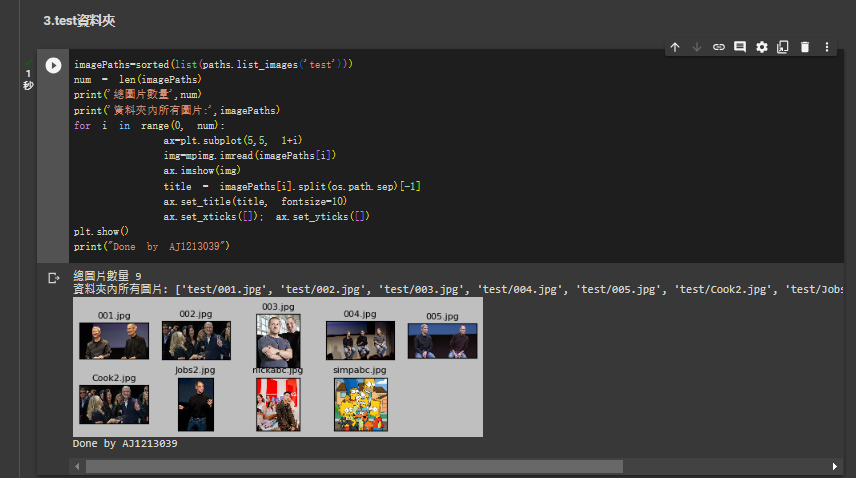 3.test資料夾
1
秒
imagePaths=sorted(list(paths.list_images('test')))
num = len(imagePaths)
print('總圖片數量',num)
print('資料夾內所有圖片:',imagePaths)
for i in range(0, num):
ax=plt.subplot(5,5, 1+i)
img=mpimg.imread(imagePaths[i])
ax.imshow(img)
title = imagePaths[i].split(os.path.sep)[-1]
ax.set_title(title, fontsize=10)
ax.set_xticks([]); ax.set_yticks([])
plt.show()
print("Done by AJ1213039")
總圖片數量 9
資料夾內所有圖片: ['test/001.jpg', 'test/002.jpg', 'test/003.jpg', 'test/004.jpg', 'test/005.jpg', 'test/Cook2.jpg', 'test/Jobs
001.jpg 002.jpg 003.jpg 004.jpg 005.jpg
Cook2.jpg Jobs2.jpg nickabc.jpg simpabc.jpg
Done by AJ1213039